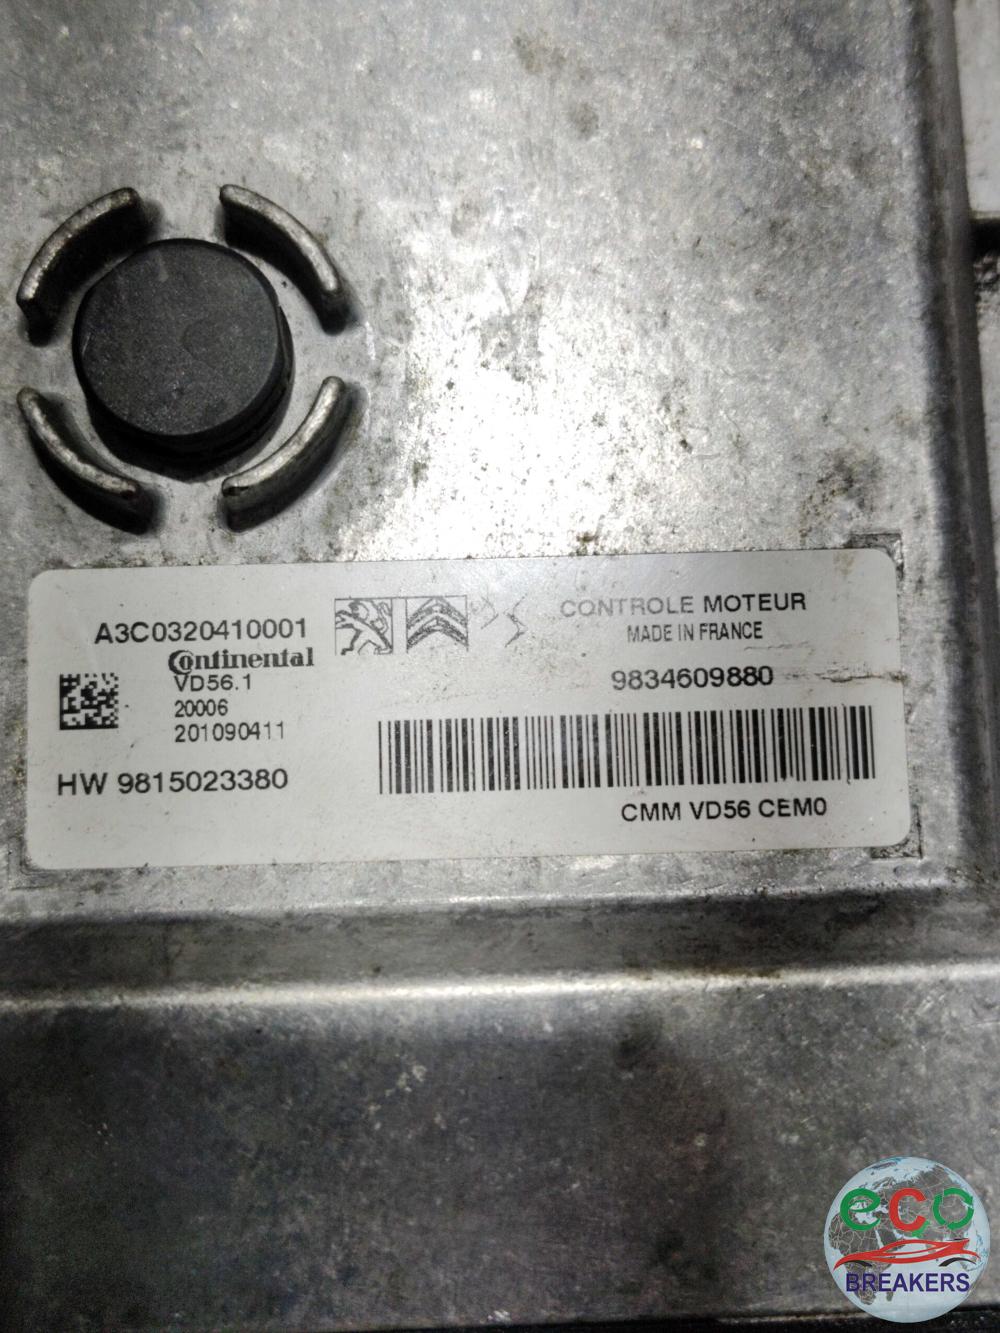 A3C0320410001
Continental
VD56.1
20006
201090411
HW 9815023380
CONTROLE MOTEUR
MADE IN FRANCE
9834609880
CMM VD56 CEM0
eco
BREAKERS